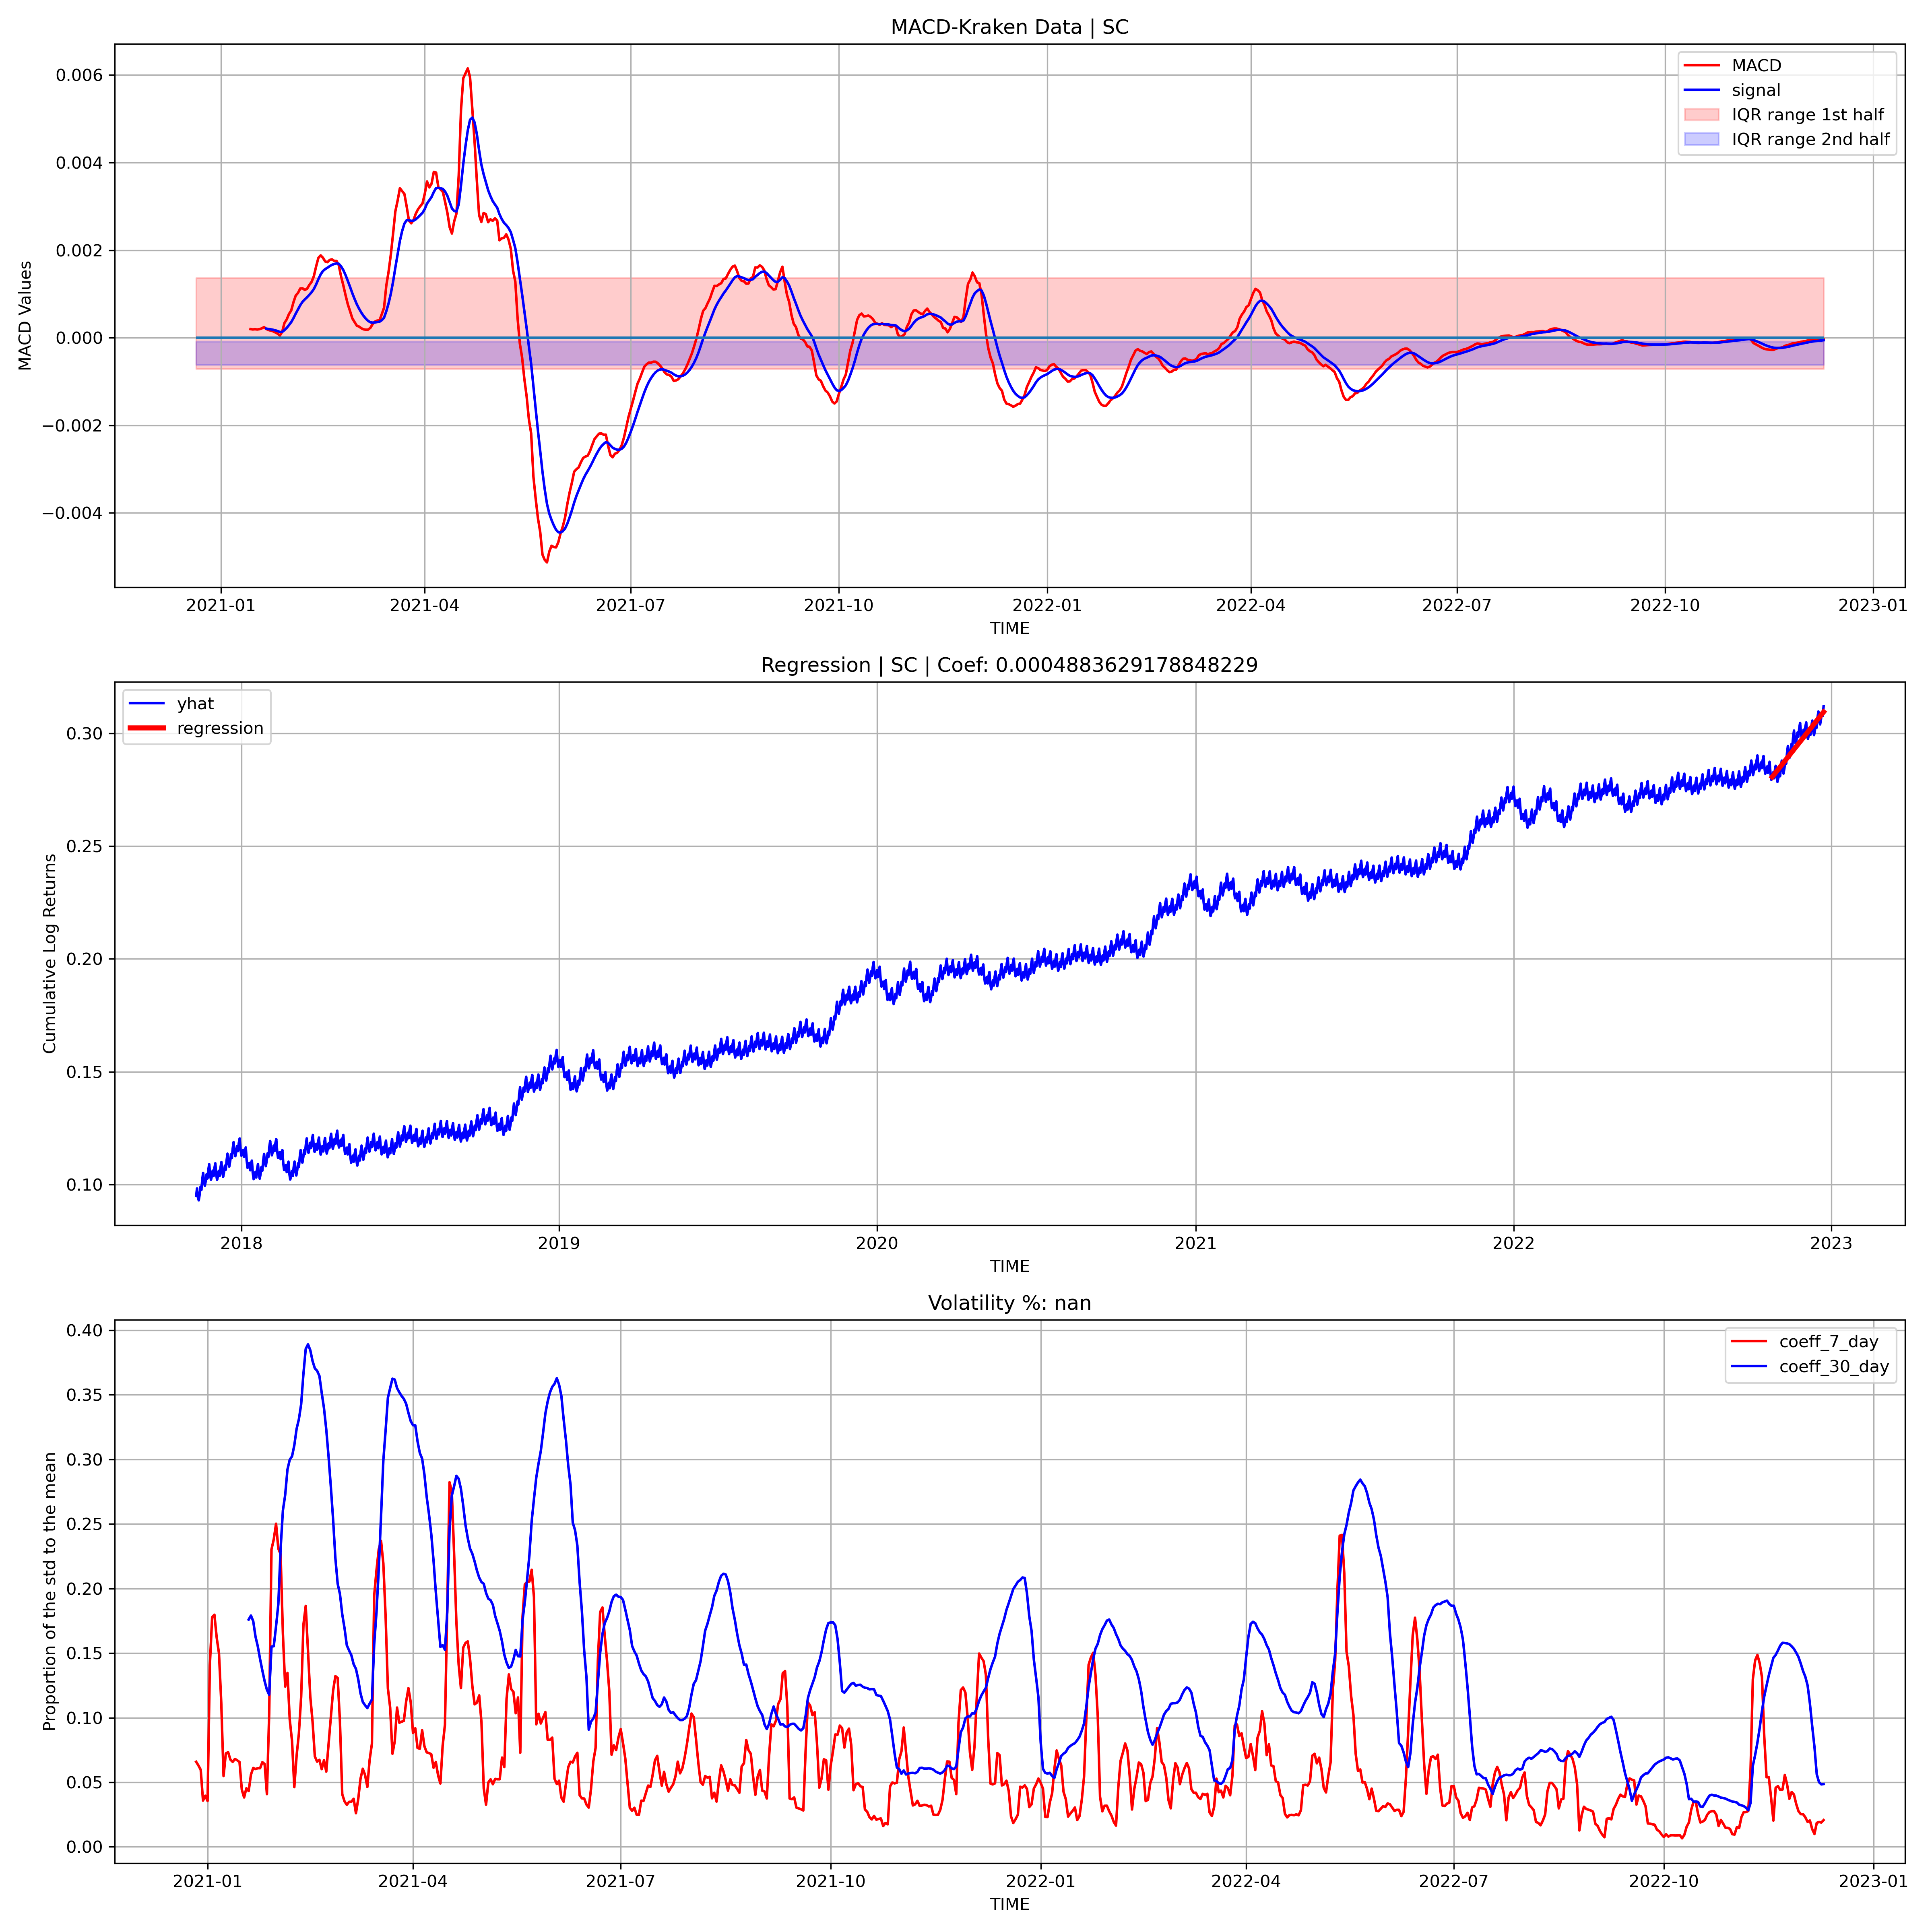 MACD-Kraken Data | SC
MACD
signal
IQR range 1st half
IQR range 2nd half
0.006
0.004
0.002
0.000
−0.002
−0.004
MACD Values
2021-01 2021-04 2021-07 2021-10 2022-01 2022-04 2022-07 2022-10 2023-01
TIME
Regression | SC | Coef: 0.0004883629178848229
yhat
regression
0.30
0.25
0.20
0.15
0.10
Cumulative Log Returns
2018 2019 2020 2021 2022 2023
TIME
Volatility %: nan
coeff_7_day
coeff_30_day
0.40
0.35
0.30
0.25
0.20
0.15
0.10
0.05
0.00
Proportion of the std to the mean
2021-01 2021-04 2021-07 2021-10 2022-01 2022-04 2022-07 2022-10 2023-01
TIME